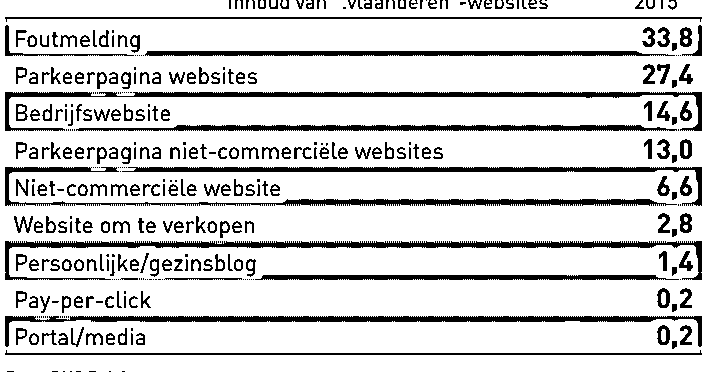 Inhoud van ".vlaanderen"-websites 2015
Foutmelding 33,8
Parkeerpagina websites 27,4
Bedrijfswebsite 14,6
Parkeerpagina niet-commerciële websites 13,0
Niet-commerciële website 6,6
Website om te verkopen 2,8
Persoonlijke/gezinsblog 1,4
Pay-per-click 0,2
Portal/media 0,2